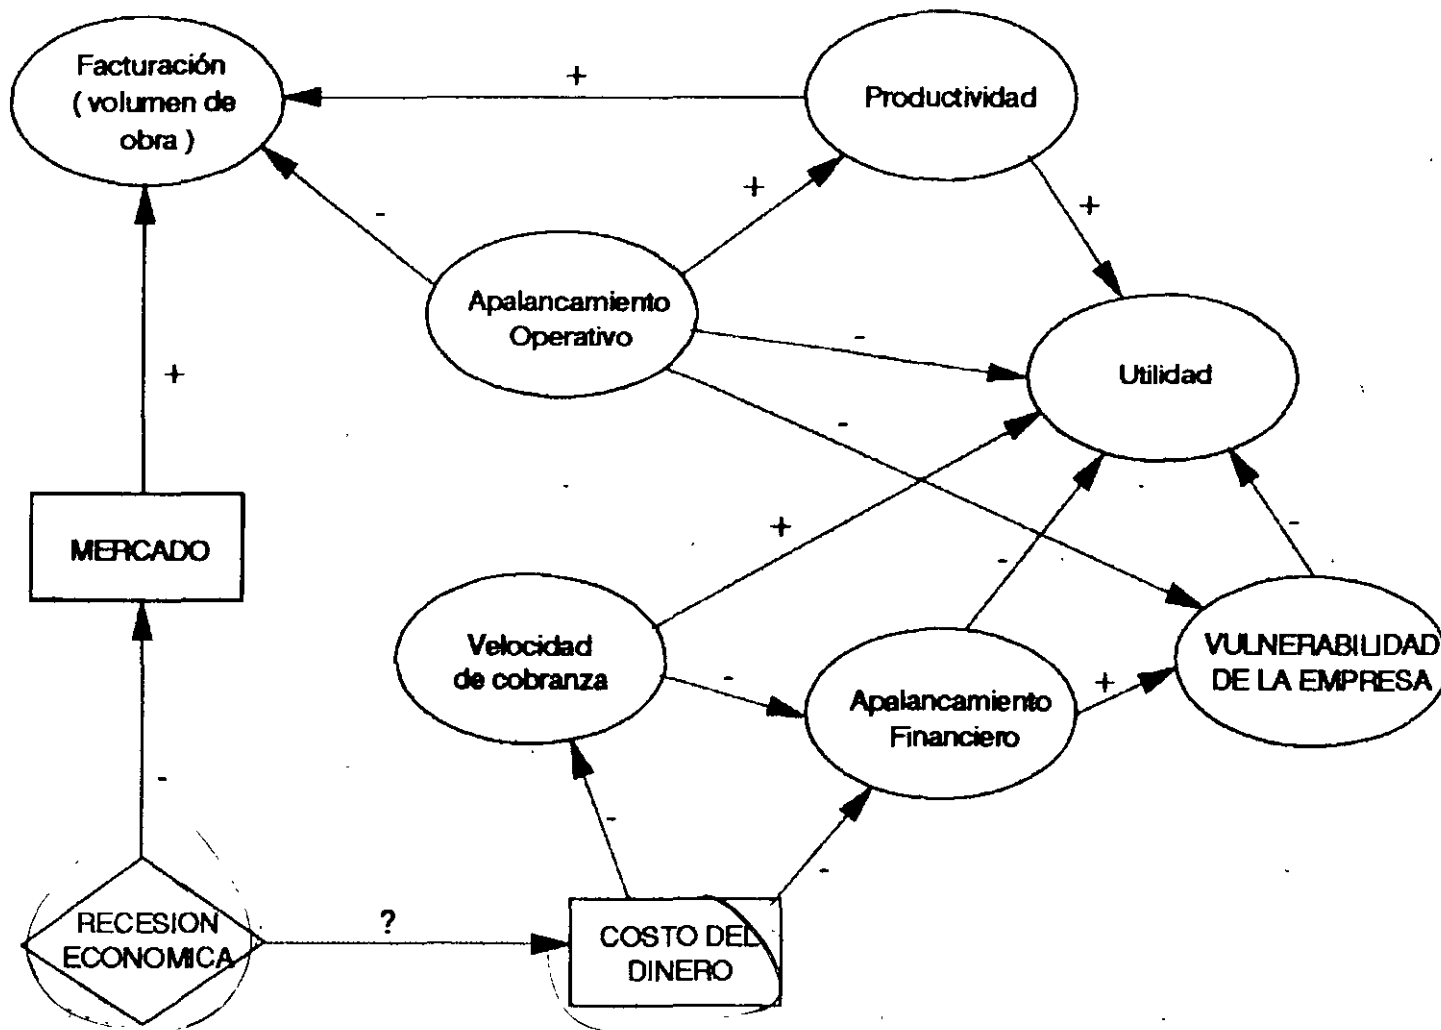 Facturación
( volumen de
obra )
+
Productividad
-
+
+
Apalancamiento
Operativo
-
Utilidad
+
-
MERCADO
+
-
-
Velocidad
de cobranza
-
Apalancamiento
Financiero
+
VULNERABILIDAD
DE LA EMPRESA
-
-
-
RECESION
ECONOMICA
?
COSTO DEL
DINERO